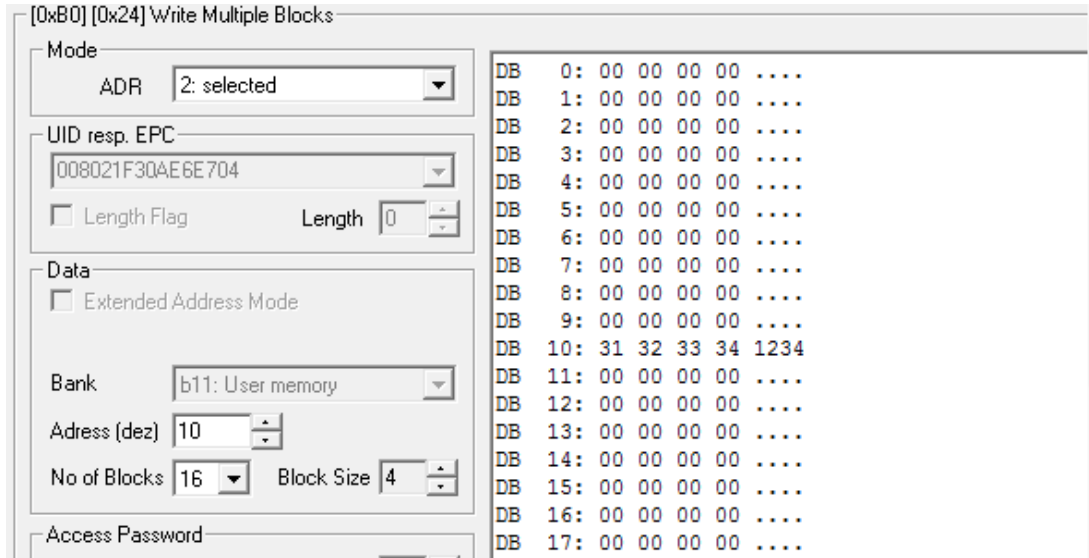 [0xB0] [0x24] Write Multiple Blocks
Mode
ADR 2: selected
UID resp. EPC
008021F30AE6E704
Length Flag Length 0
Data
Extended Address Mode
Bank b11: User memory
Adress (dez) 10
No of Blocks 16 Block Size 4
Access Password
DB 0: 00 00 00 00 ....
DB 1: 00 00 00 00 ....
DB 2: 00 00 00 00 ....
DB 3: 00 00 00 00 ....
DB 4: 00 00 00 00 ....
DB 5: 00 00 00 00 ....
DB 6: 00 00 00 00 ....
DB 7: 00 00 00 00 ....
DB 8: 00 00 00 00 ....
DB 9: 00 00 00 00 ....
DB 10: 31 32 33 34 1234
DB 11: 00 00 00 00 ....
DB 12: 00 00 00 00 ....
DB 13: 00 00 00 00 ....
DB 14: 00 00 00 00 ....
DB 15: 00 00 00 00 ....
DB 16: 00 00 00 00 ....
DB 17: 00 00 00 00 ....